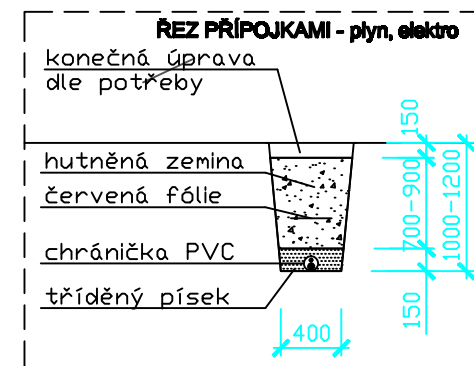 ŘEZ PŘÍPOJKAMI - plyn, elektro
konečná úprava
dle potřeby
hutněná zemina
červená fólie
chránička PVC
tříděný písek
150
700-900
1000-1200
150
400